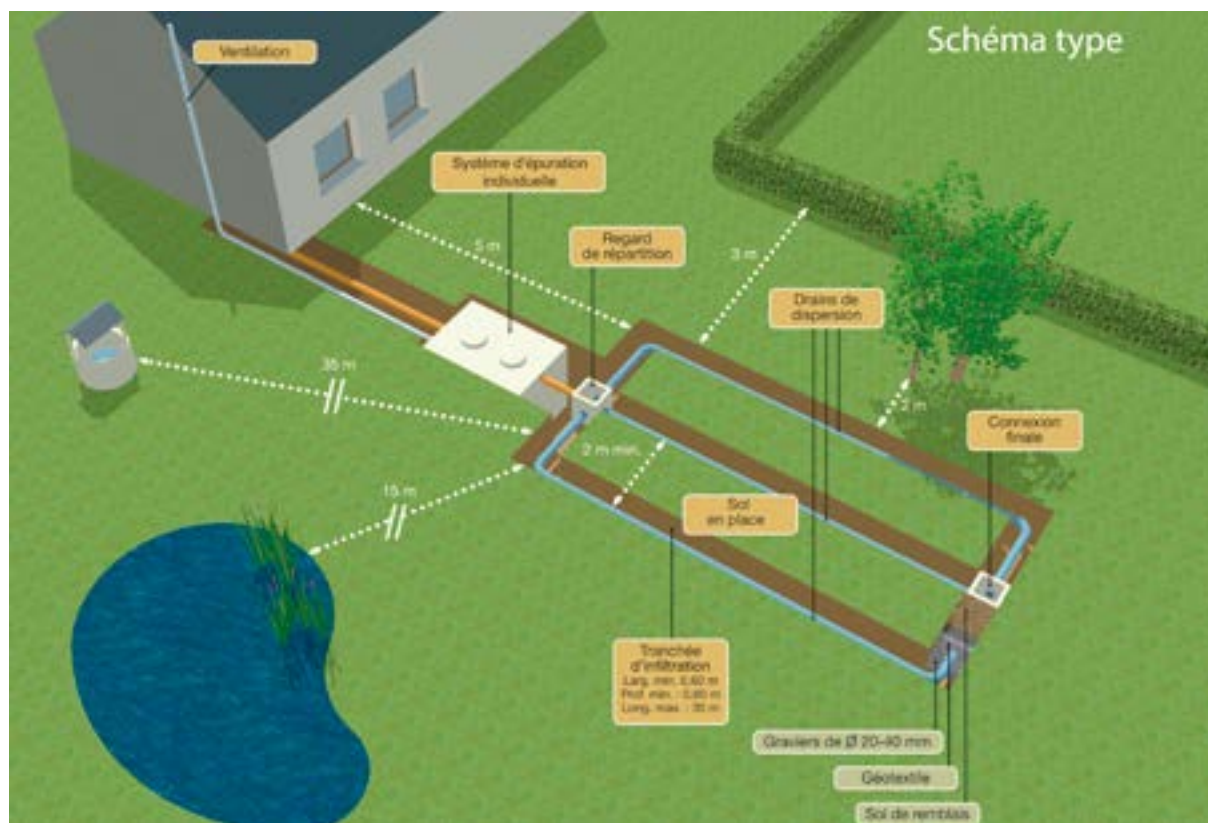 Schéma type
Ventilation
Système d'épuration
individuelle
Regard
de répartition
5 m
3 m
Drains de
dispersion
35 m
2 m
Connexion
finale
2 m min.
15 m
Sol
en place
Tranchée
d'infiltration
Larg. min. 0,60 m
Prof. min. : 0,60 m
Long. max. : 30 m
Graviers de Ø 20-40 mm
Géotextile
Sol de remblais